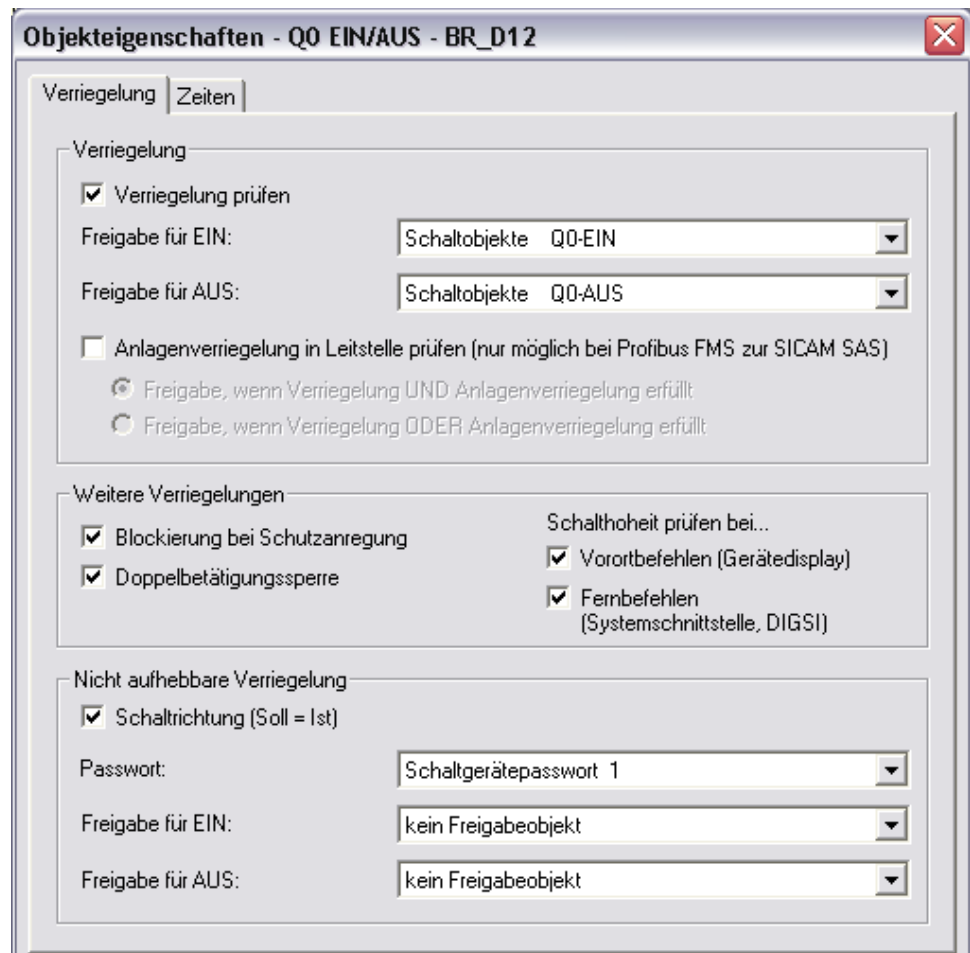 Objekteigenschaften - Q0 EIN/AUS - BR_D12
Verriegelung
Zeiten
Verriegelung
Verriegelung prüfen
Freigabe für EIN:
Schaltobjekte Q0-EIN
Freigabe für AUS:
Schaltobjekte Q0-AUS
Anlagenverriegelung in Leitstelle prüfen (nur möglich bei Profibus FMS zur SICAM SAS)
Freigabe, wenn Verriegelung UND Anlagenverriegelung erfüllt
Freigabe, wenn Verriegelung ODER Anlagenverriegelung erfüllt
Weitere Verriegelungen
Blockierung bei Schutzanregung
Doppelbetätigungssperre
Schalthoheit prüfen bei...
Vorortbefehlen (Gerätedisplay)
Fernbefehlen
(Systemschnittstelle, DIGSI)
Nicht aufhebbare Verriegelung
Schaltrichtung (Soll = Ist)
Passwort:
Schaltgerätepasswort 1
Freigabe für EIN:
kein Freigabeobjekt
Freigabe für AUS:
kein Freigabeobjekt